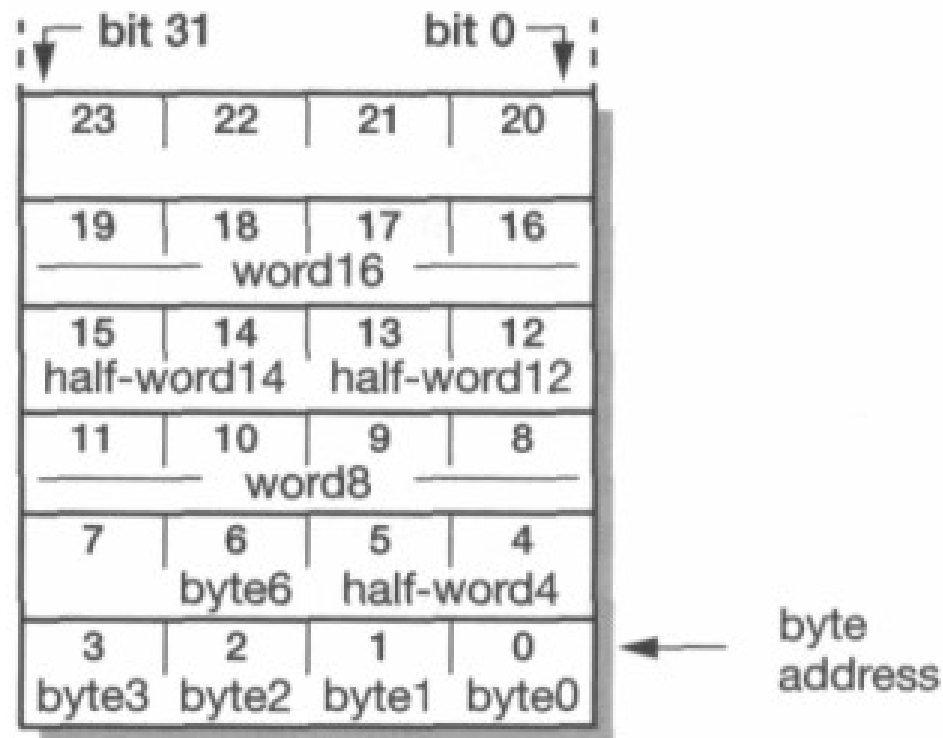 bit 31 bit 0
23 22 21 20
19 18 17 16
word16
15 14 13 12
half-word14 half-word12
11 10 9 8
word8
7 6 5 4
byte6 half-word4
3 2 1 0
byte3 byte2 byte1 byte0
byte
address